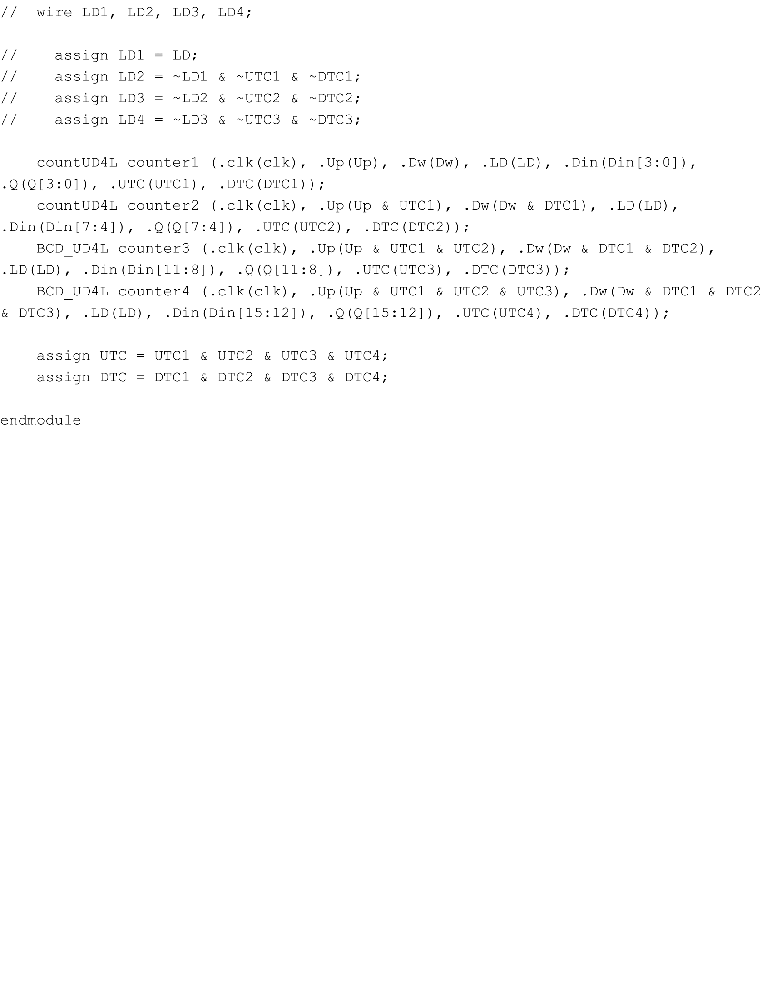 //  wire LD1, LD2, LD3, LD4;
//    assign LD1 = LD;
//    assign LD2 = ~LD1 & ~UTC1 & ~DTC1;
//    assign LD3 = ~LD2 & ~UTC2 & ~DTC2;
//    assign LD4 = ~LD3 & ~UTC3 & ~DTC3;
    countUD4L counter1 (.clk(clk), .Up(Up), .Dw(Dw), .LD(LD), .Din(Din[3:0]),
.Q(Q[3:0]), .UTC(UTC1), .DTC(DTC1));
    countUD4L counter2 (.clk(clk), .Up(Up & UTC1), .Dw(Dw & DTC1), .LD(LD),
.Din(Din[7:4]), .Q(Q[7:4]), .UTC(UTC2), .DTC(DTC2));
    BCD_UD4L counter3 (.clk(clk), .Up(Up & UTC1 & UTC2), .Dw(Dw & DTC1 & DTC2),
.LD(LD), .Din(Din[11:8]), .Q(Q[11:8]), .UTC(UTC3), .DTC(DTC3));
    BCD_UD4L counter4 (.clk(clk), .Up(Up & UTC1 & UTC2 & UTC3), .Dw(Dw & DTC1 & DTC2
& DTC3), .LD(LD), .Din(Din[15:12]), .Q(Q[15:12]), .UTC(UTC4), .DTC(DTC4));
    assign UTC = UTC1 & UTC2 & UTC3 & UTC4;
    assign DTC = DTC1 & DTC2 & DTC3 & DTC4;
endmodule